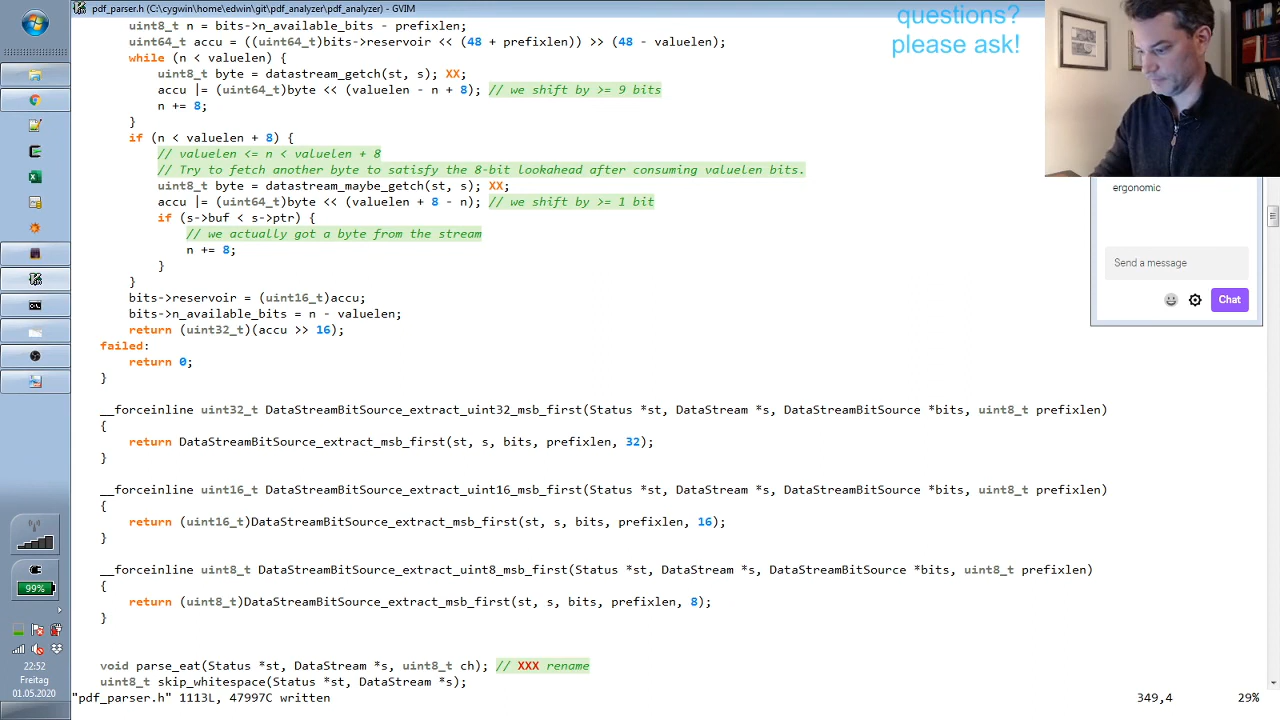 pdf_parser.h (C:\cygwin\home\edwin\git\pdf_analyzer\pdf_analyzer) - GVIM
questions?
please ask!
uint8_t n = bits->n_available_bits - prefixlen;
uint64_t accu = ((uint64_t)bits->reservoir << (48 + prefixlen)) >> (48 - valuelen);
while (n < valuelen) {
uint8_t byte = datastream_getch(st, s); XX;
accu |= (uint64_t)byte << (valuelen - n + 8); // we shift by >= 9 bits
n += 8;
}
if (n < valuelen + 8) {
// valuelen <= n < valuelen + 8
// Try to fetch another byte to satisfy the 8-bit lookahead after consuming valuelen bits.
uint8_t byte = datastream_maybe_getch(st, s); XX;
accu |= (uint64_t)byte << (valuelen + 8 - n); // we shift by >= 1 bit
if (s->buf < s->ptr) {
// we actually got a byte from the stream
n += 8;
}
}
bits->reservoir = (uint16_t)accu;
bits->n_available_bits = n - valuelen;
return (uint32_t)(accu >> 16);
failed:
return 0;
}
__forceinline uint32_t DataStreamBitSource_extract_uint32_msb_first(Status *st, DataStream *s, DataStreamBitSource *bits, uint8_t prefixlen)
{
return DataStreamBitSource_extract_msb_first(st, s, bits, prefixlen, 32);
}
__forceinline uint16_t DataStreamBitSource_extract_uint16_msb_first(Status *st, DataStream *s, DataStreamBitSource *bits, uint8_t prefixlen)
{
return (uint16_t)DataStreamBitSource_extract_msb_first(st, s, bits, prefixlen, 16);
}
__forceinline uint8_t DataStreamBitSource_extract_uint8_msb_first(Status *st, DataStream *s, DataStreamBitSource *bits, uint8_t prefixlen)
{
return (uint8_t)DataStreamBitSource_extract_msb_first(st, s, bits, prefixlen, 8);
}
void parse_eat(Status *st, DataStream *s, uint8_t ch); // XXX rename
uint8_t skip_whitespace(Status *st, DataStream *s);
"pdf_parser.h" 1113L, 47997C written
349,4
29%
ergonomic
Send a message
Chat
99%
22:52
Freitag
01.05.2020